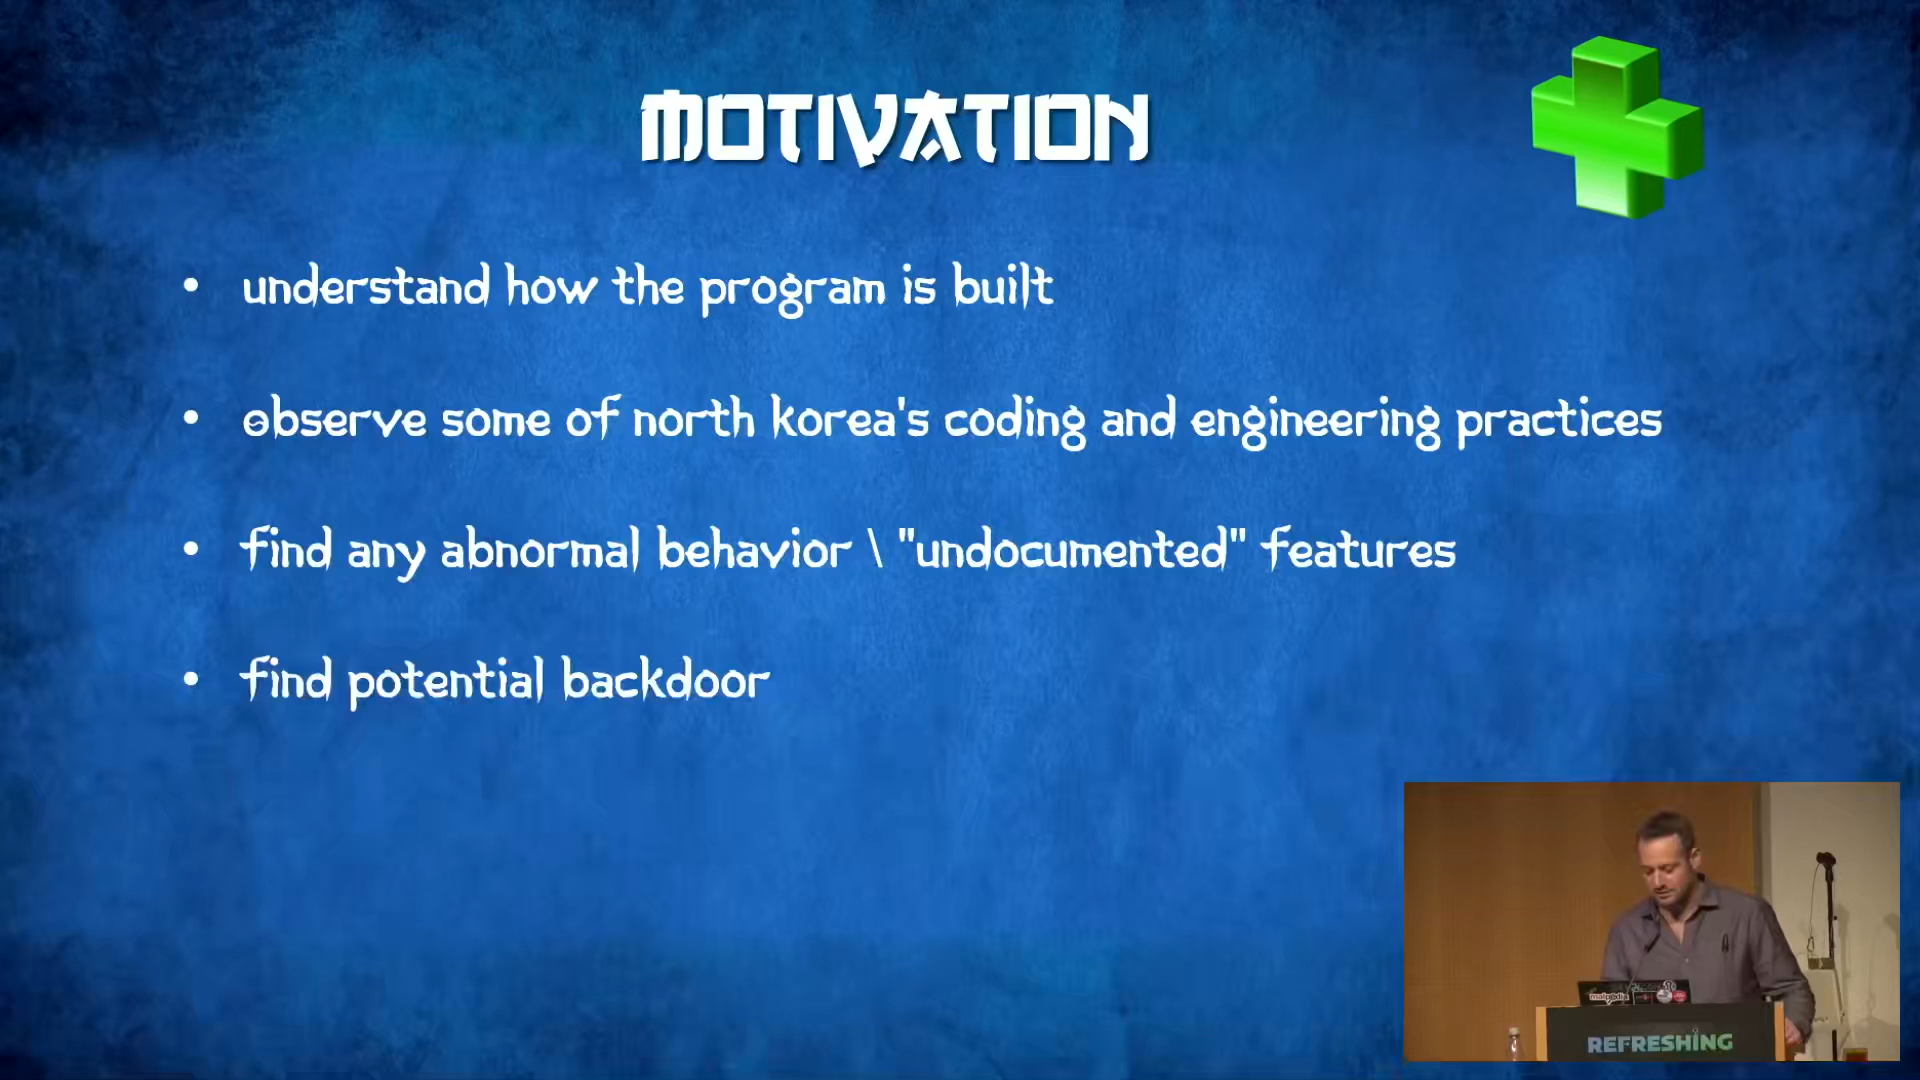 MOTIVATION
• understand how the program is built
• observe some of north korea's coding and engineering practices
• find any abnormal behavior \ "undocumented" features
• find potential backdoor
malpedia
REFRESHING